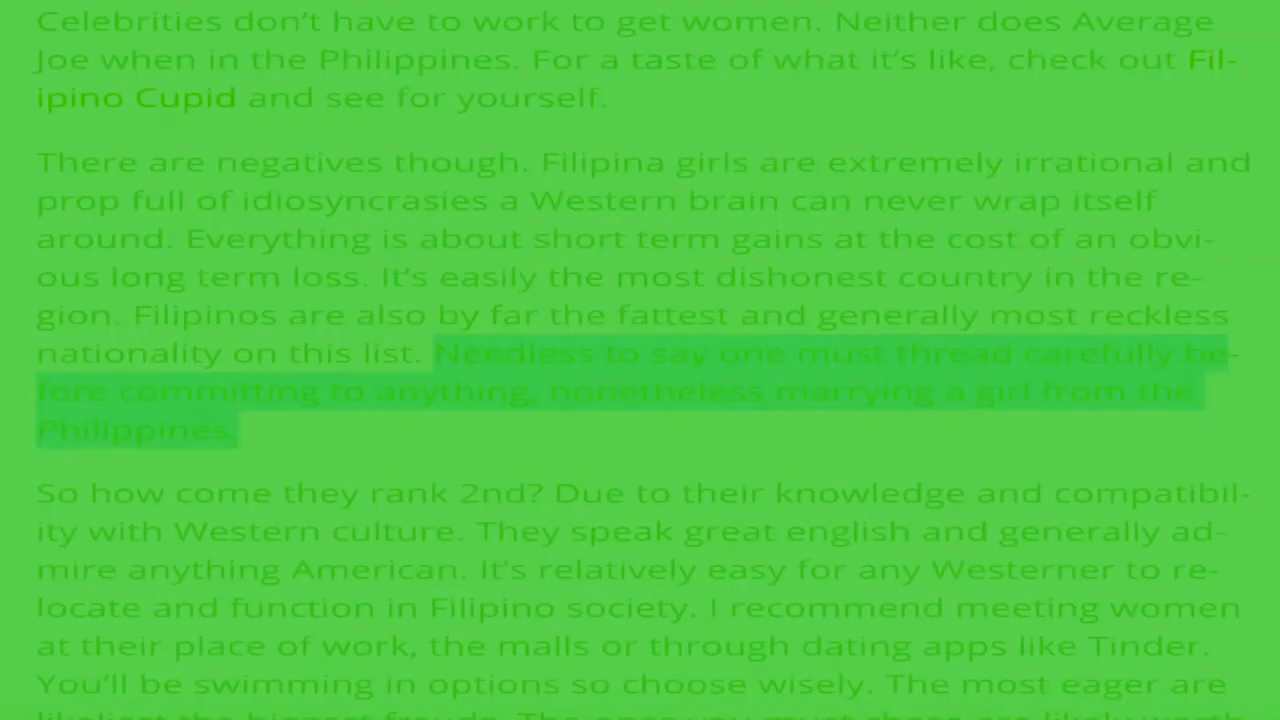 Celebrities don't have to work to get women. Neither does Average
Joe when in the Philippines. For a taste of what it's like, check out Fil-
ipino Cupid and see for yourself.
There are negatives though. Filipina girls are extremely irrational and
prop full of idiosyncrasies a Western brain can never wrap itself
around. Everything is about short term gains at the cost of an obvi-
ous long term loss. It's easily the most dishonest country in the re-
gion. Filipinos are also by far the fattest and generally most reckless
nationality on this list. Needless to say one must thread carefully be-
fore committing to anything, nonetheless marrying a girl from the
Philippines.
So how come they rank 2nd? Due to their knowledge and compatibil-
ity with Western culture. They speak great english and generally ad-
mire anything American. It's relatively easy for any Westerner to re-
locate and function in Filipino society. I recommend meeting women
at their place of work, the malls or through dating apps like Tinder.
You'll be swimming in options so choose wisely. The most eager are